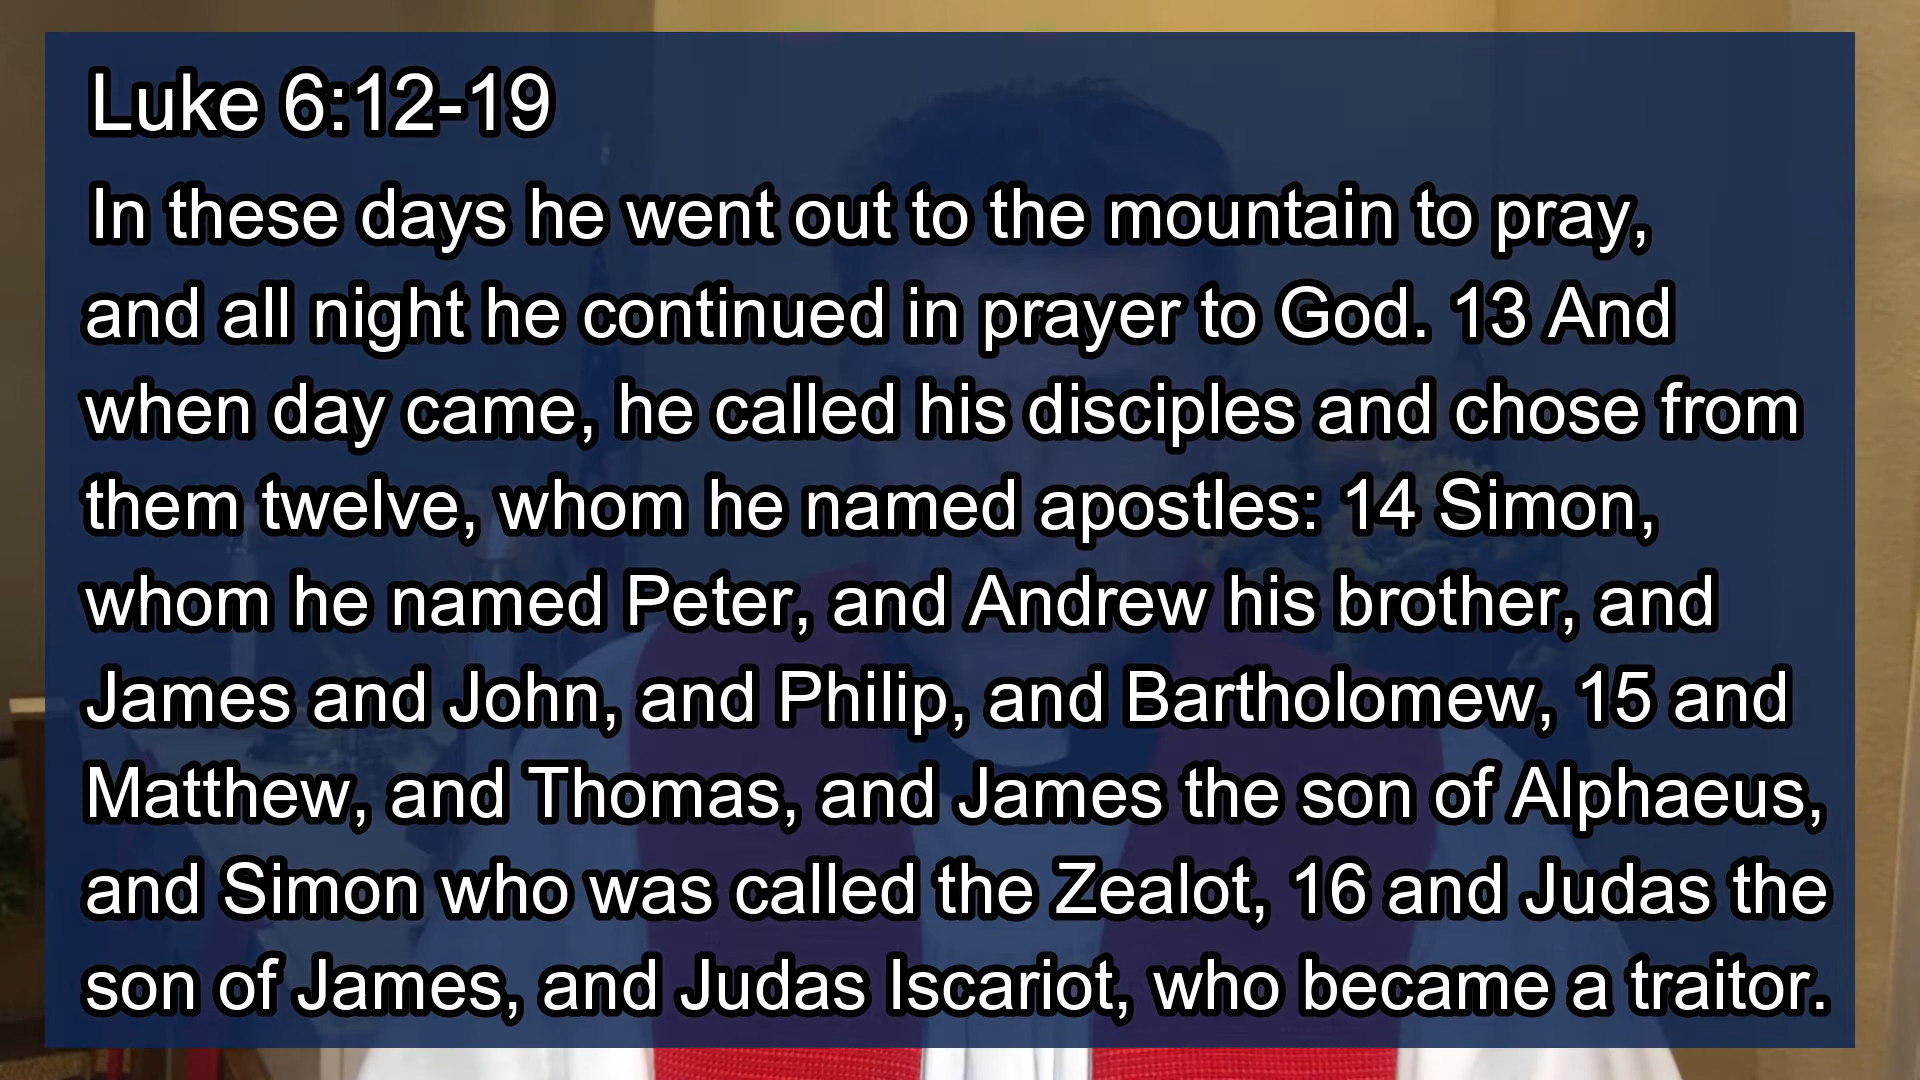 Luke 6:12-19
In these days he went out to the mountain to pray,
and all night he continued in prayer to God. 13 And
when day came, he called his disciples and chose from
them twelve, whom he named apostles: 14 Simon,
whom he named Peter, and Andrew his brother, and
James and John, and Philip, and Bartholomew, 15 and
Matthew, and Thomas, and James the son of Alphaeus,
and Simon who was called the Zealot, 16 and Judas the
son of James, and Judas Iscariot, who became a traitor.